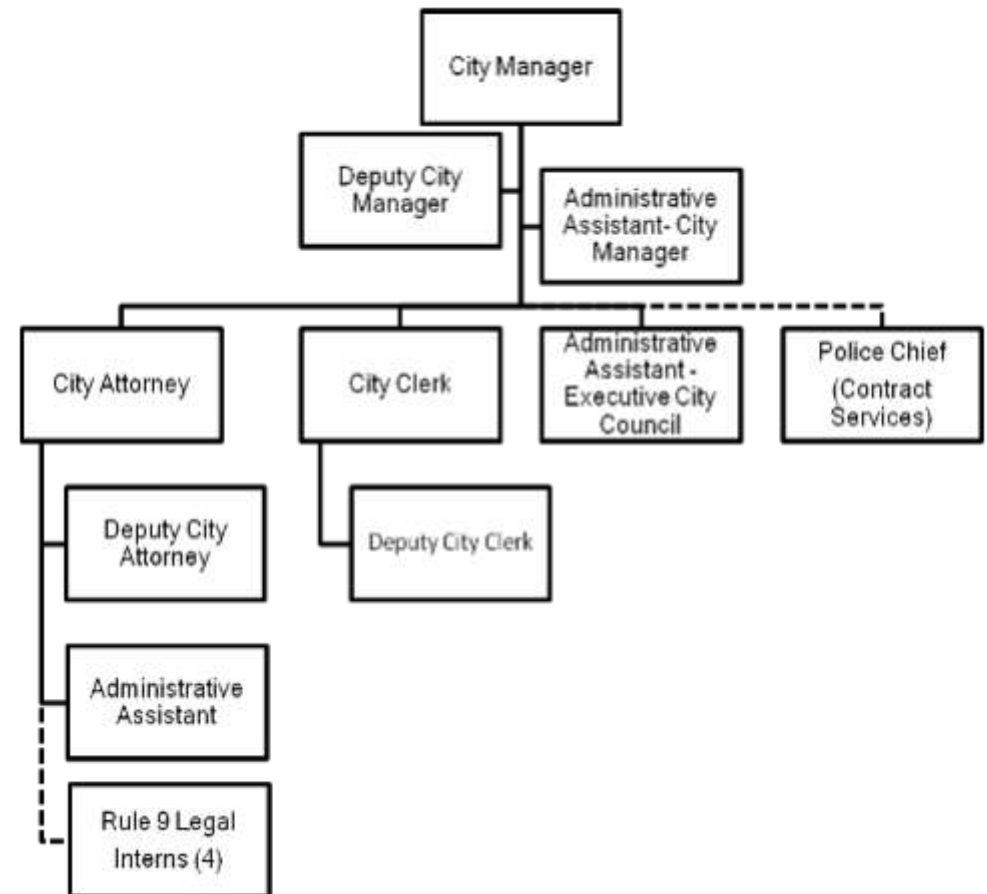 City Manager
Deputy City
Manager
Administrative
Assistant- City
Manager
City Attorney
City Clerk
Administrative
Assistant -
Executive City
Council
Police Chief
(Contract
Services)
Deputy City
Attorney
Deputy City Clerk
Administrative
Assistant
Rule 9 Legal
Interns (4)